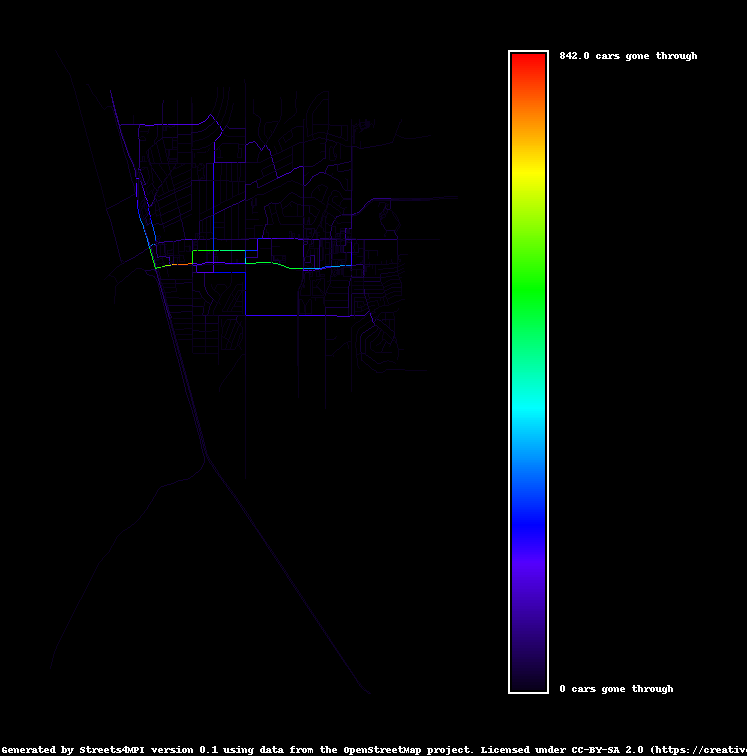 842.0 cars gone through
0 cars gone through
Generated by Streets4MPI version 0.1 using data from the OpenStreetMap project. Licensed under CC-BY-SA 2.0 (https://creative